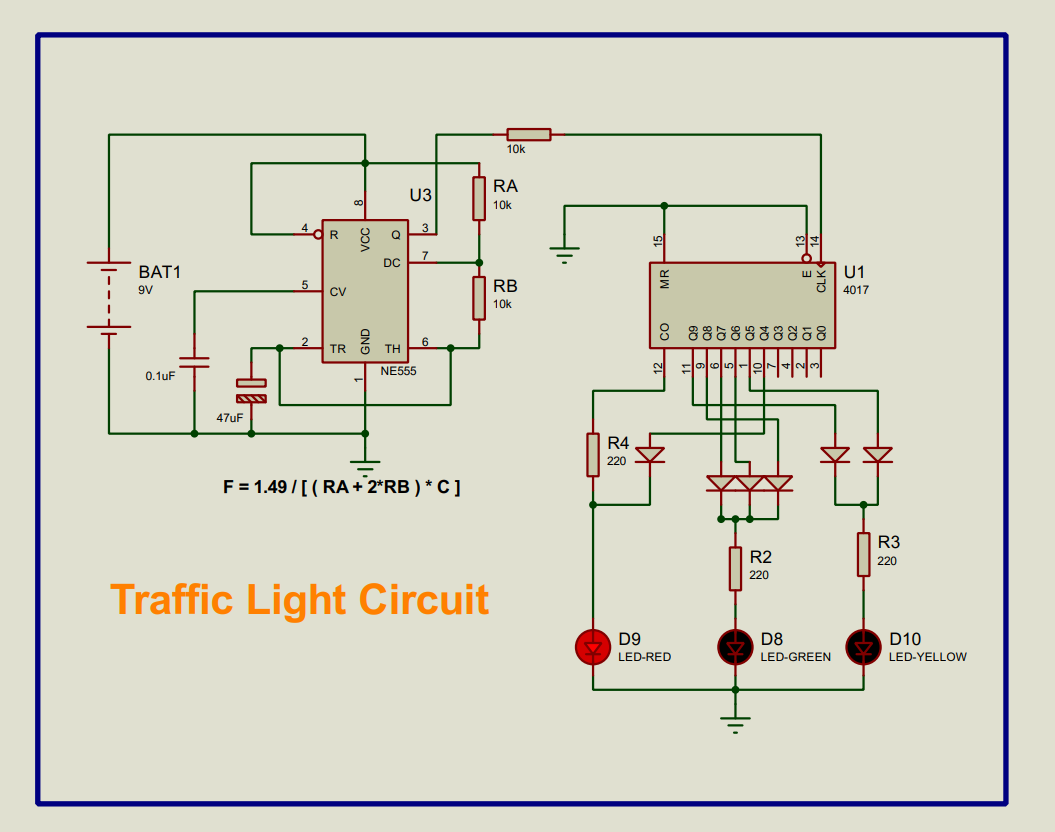 10k
U3
RA
10k
8
4
R
VCC
Q
3
DC
7
5
CV
2
TR
GND
TH
6
1
NE555
BAT1
9V
RB
10k
0.1uF
47uF
F = 1.49 / [ ( RA + 2*RB ) * C ]
15
13
14
MR
E
CLK
U1
4017
CO
Q9
Q8
Q7
Q6
Q5
Q4
Q3
Q2
Q1
Q0
12
11
9
6
5
1
10
7
4
2
3
R4
220
R2
220
R3
220
Traffic Light Circuit
D9
LED-RED
D8
LED-GREEN
D10
LED-YELLOW